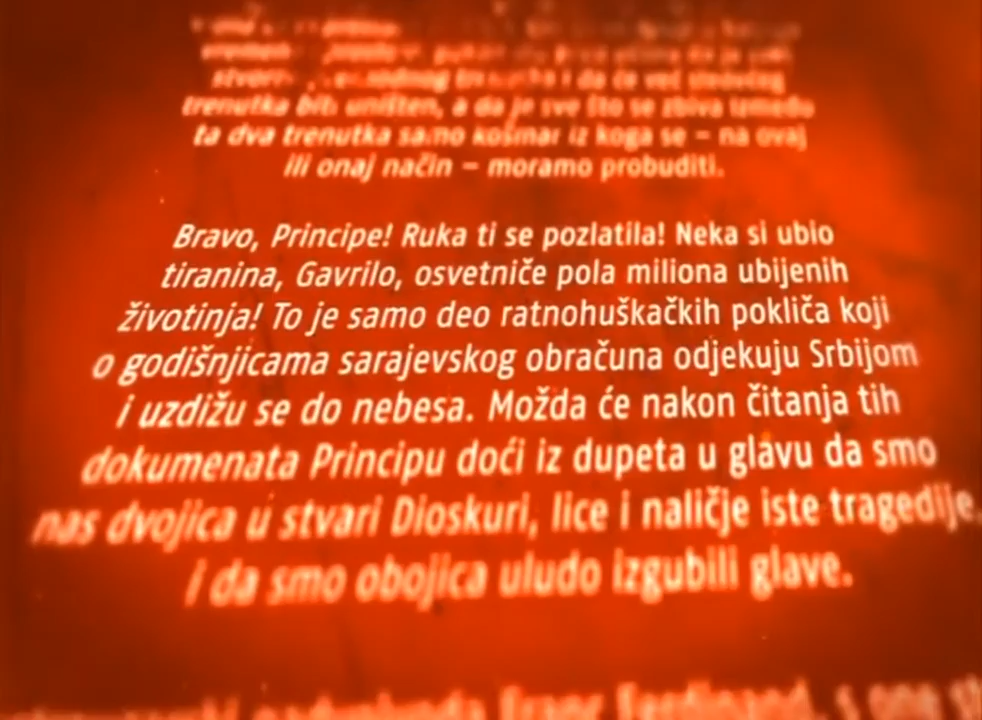 trenutka biti uništen, a da je sve što se zbiva između
ta dva trenutka samo košmar iz koga se – na ovaj
ili onaj način – moramo probuditi.
Bravo, Principe! Ruka ti se pozlatila! Neka si ubio
tiranina, Gavrilo, osvetniče pola miliona ubijenih
životinja! To je samo deo ratnohuškačkih pokliča koji
o godišnjicama sarajevskog obračuna odjekuju Srbijom
i uzdižu se do nebesa. Možda će nakon čitanja tih
dokumenata Principu doći iz dupeta u glavu da smo
nas dvojica u stvari Dioskuri, lice i naličje iste tragedije,
i da smo obojica uludo izgubili glave.